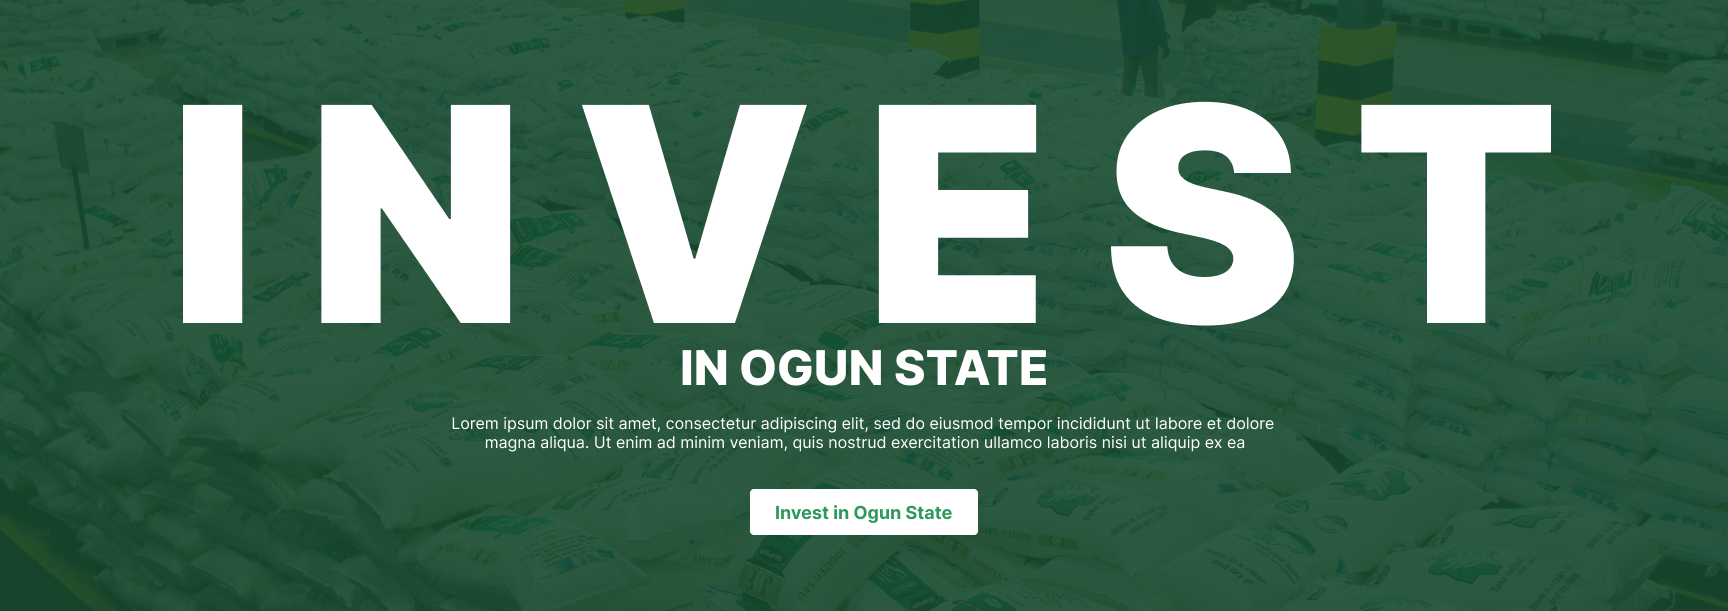 INVEST
IN OGUN STATE
Lorem ipsum dolor sit amet, consectetur adipiscing elit, sed do eiusmod tempor incididunt ut labore et dolore
magna aliqua. Ut enim ad minim veniam, quis nostrud exercitation ullamco laboris nisi ut aliquip ex ea
Invest in Ogun State